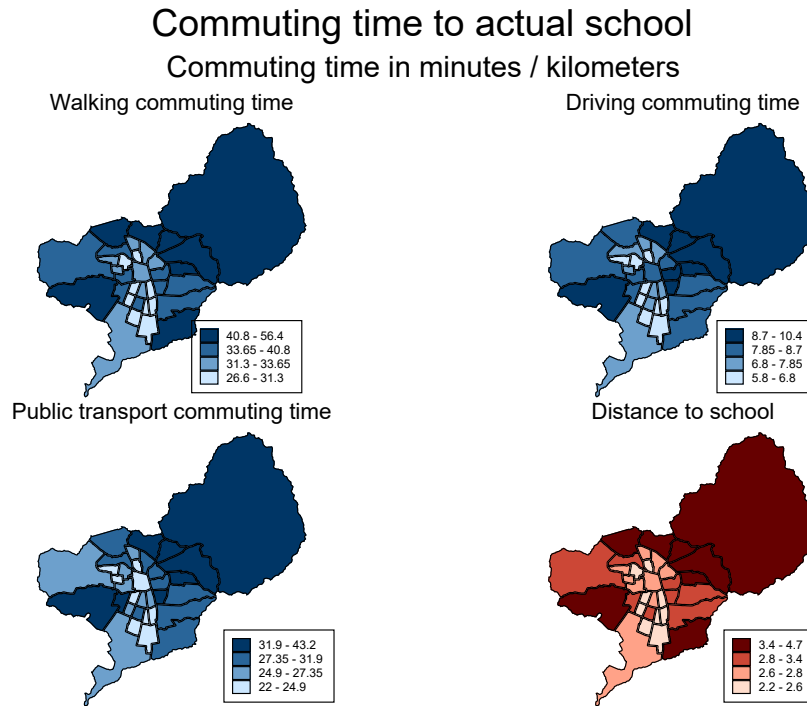 Commuting time to actual school
Commuting time in minutes / kilometers
Walking commuting time
Driving commuting time
40.8 - 56.4
33.65 - 40.8
31.3 - 33.65
26.6 - 31.3
8.7 - 10.4
7.85 - 8.7
6.8 - 7.85
5.8 - 6.8
Public transport commuting time
Distance to school
31.9 - 43.2
27.35 - 31.9
24.9 - 27.35
22 - 24.9
3.4 - 4.7
2.8 - 3.4
2.6 - 2.8
2.2 - 2.6